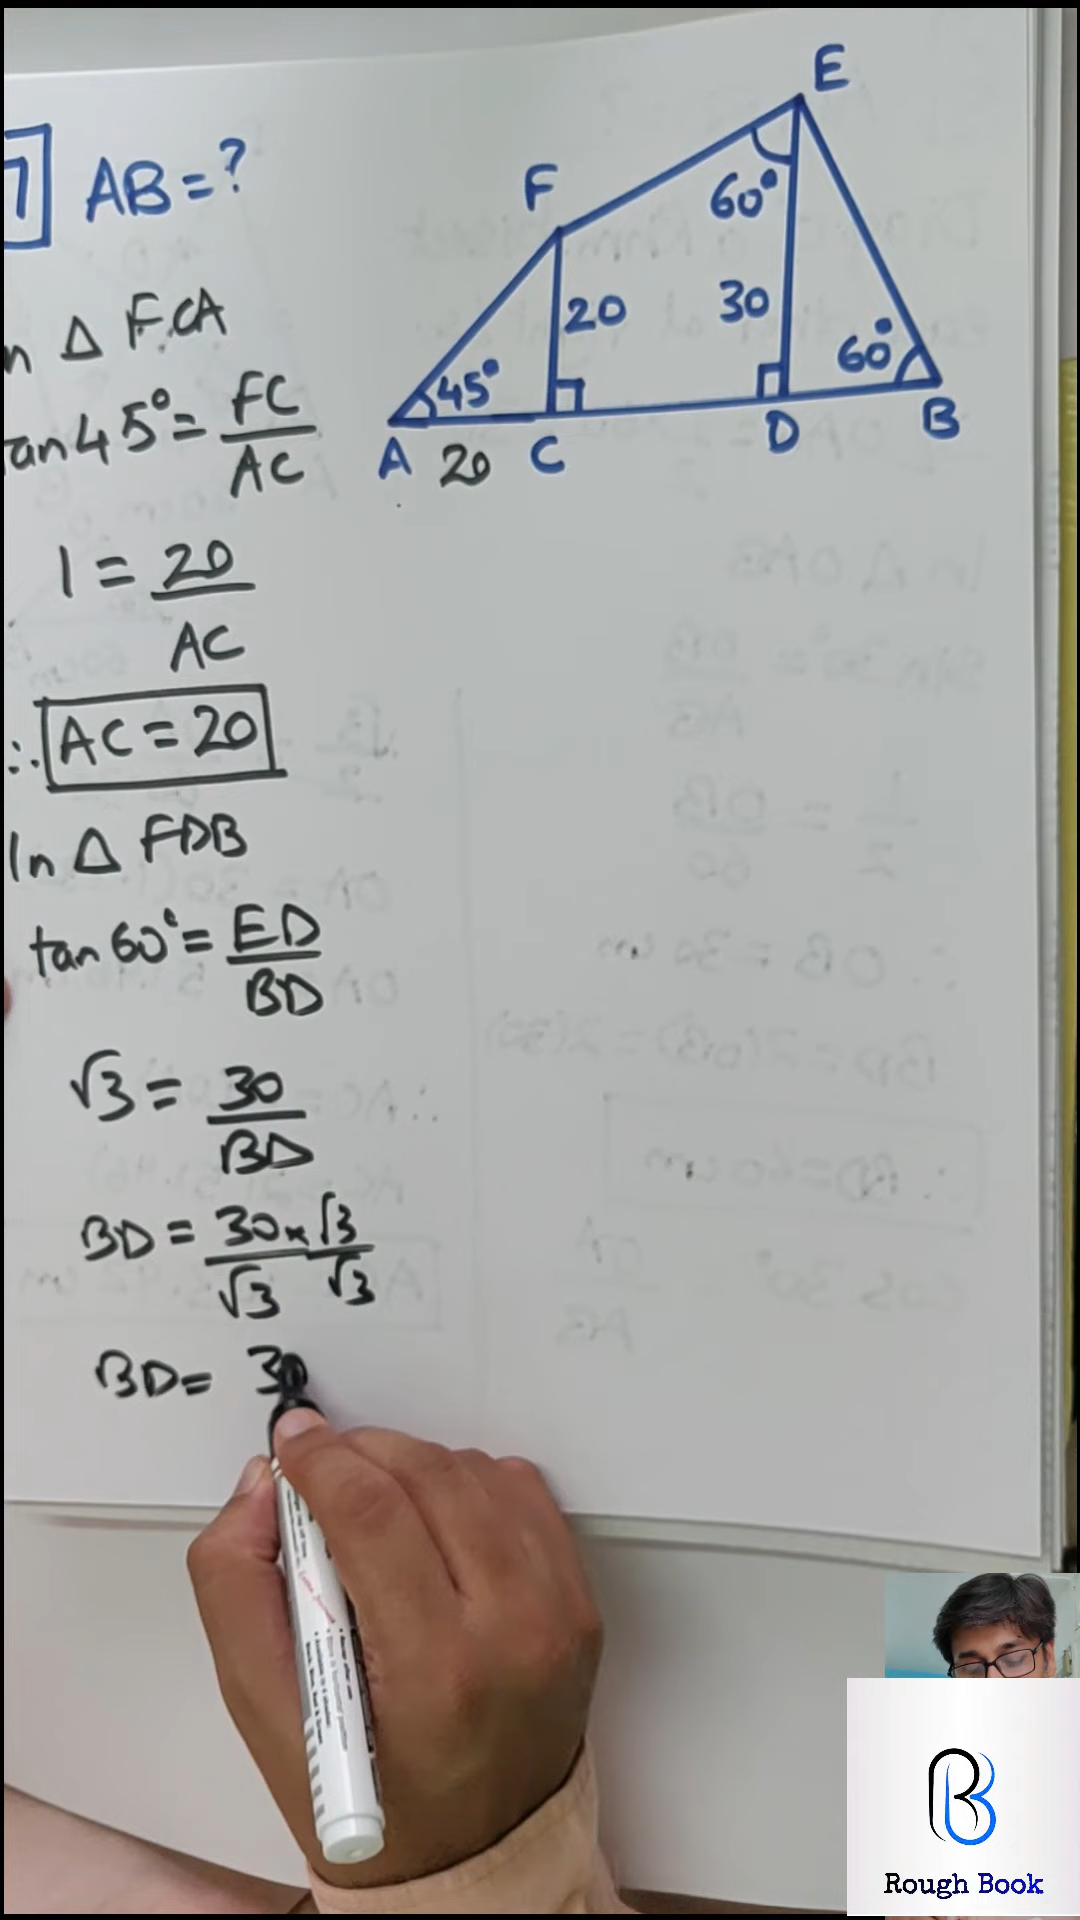 7 AB = ?
E
F
60°
20
30
45°
60°
A 20 C D B
n Δ FCA
tan 45° = FC / AC
1 = 20 / AC
∴ AC = 20
In Δ FDB
tan 60° = ED / BD
√3 = 30 / BD
BD = 30 / √3 × √3 / √3
BD = 30
Rough Book